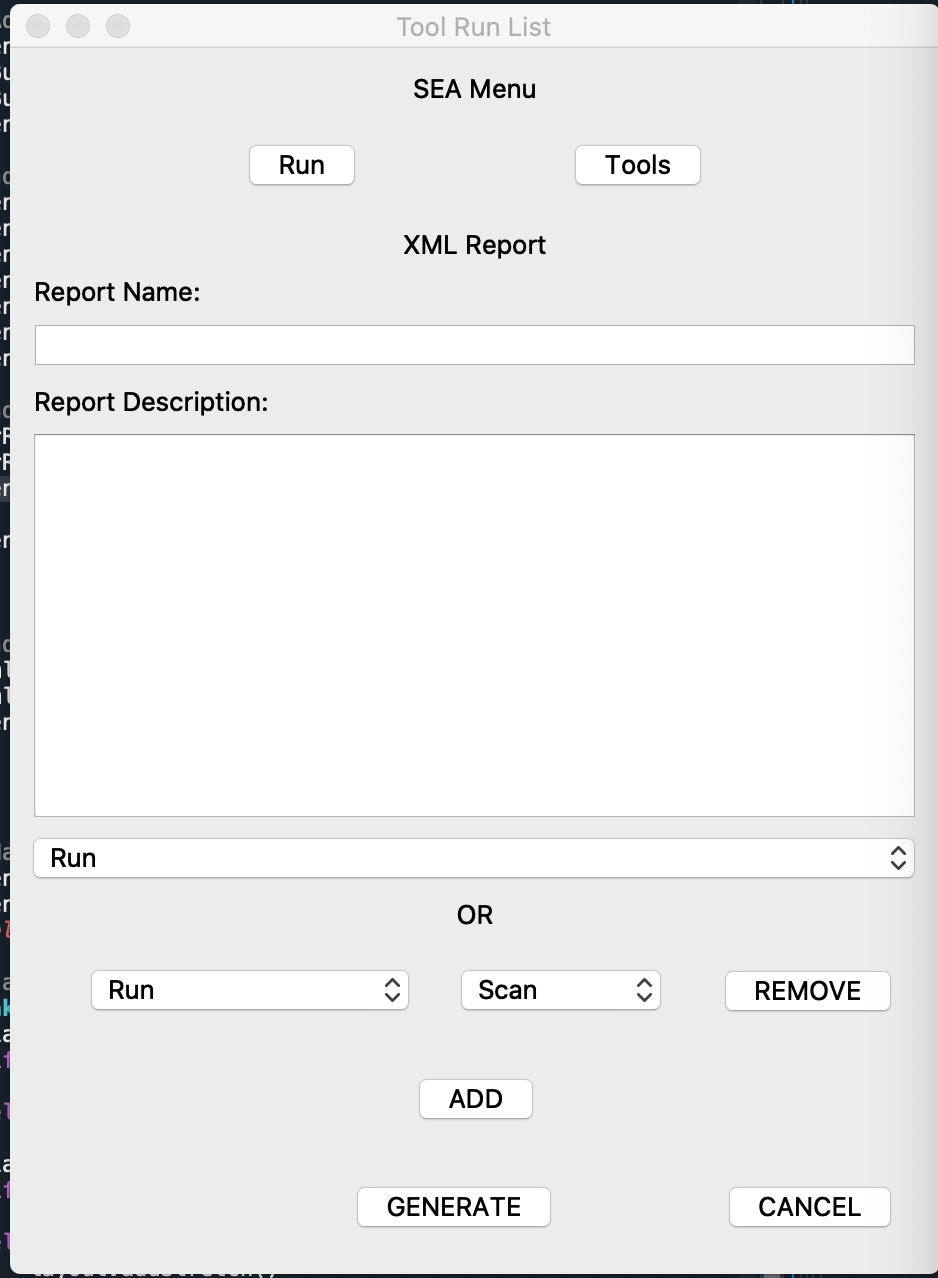 Tool Run List
SEA Menu
Run Tools
XML Report
Report Name:
Report Description:
Run
OR
Run Scan REMOVE
ADD
GENERATE CANCEL